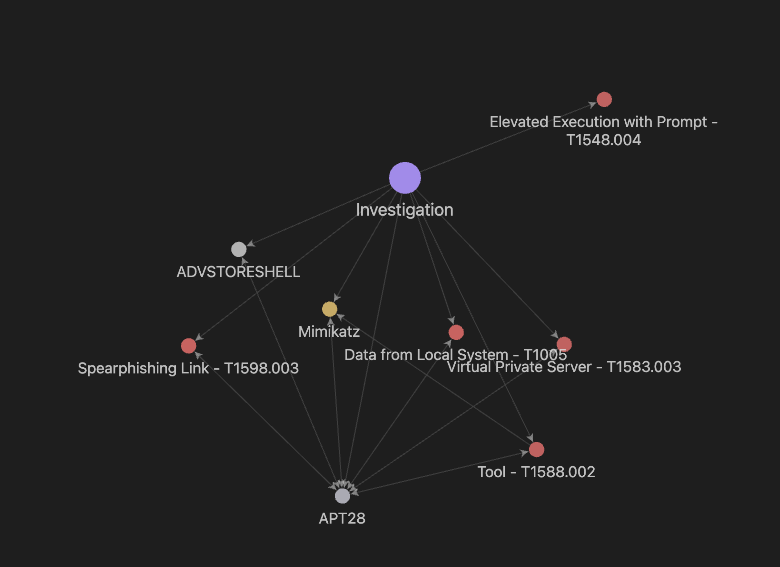 Elevated Execution with Prompt -
T1548.004
Investigation
ADVSTORESHELL
Mimikatz
Data from Local System - T1005
Spearphishing Link - T1598.003
Virtual Private Server - T1583.003
Tool - T1588.002
APT28